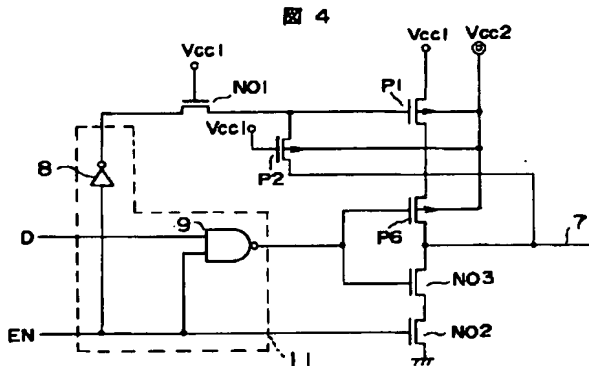 図 4
Vcc1 Vcc1 Vcc2
NO1 P1
Vcc1
8 P2
9 P6
D 7
NO3
EN NO2
11